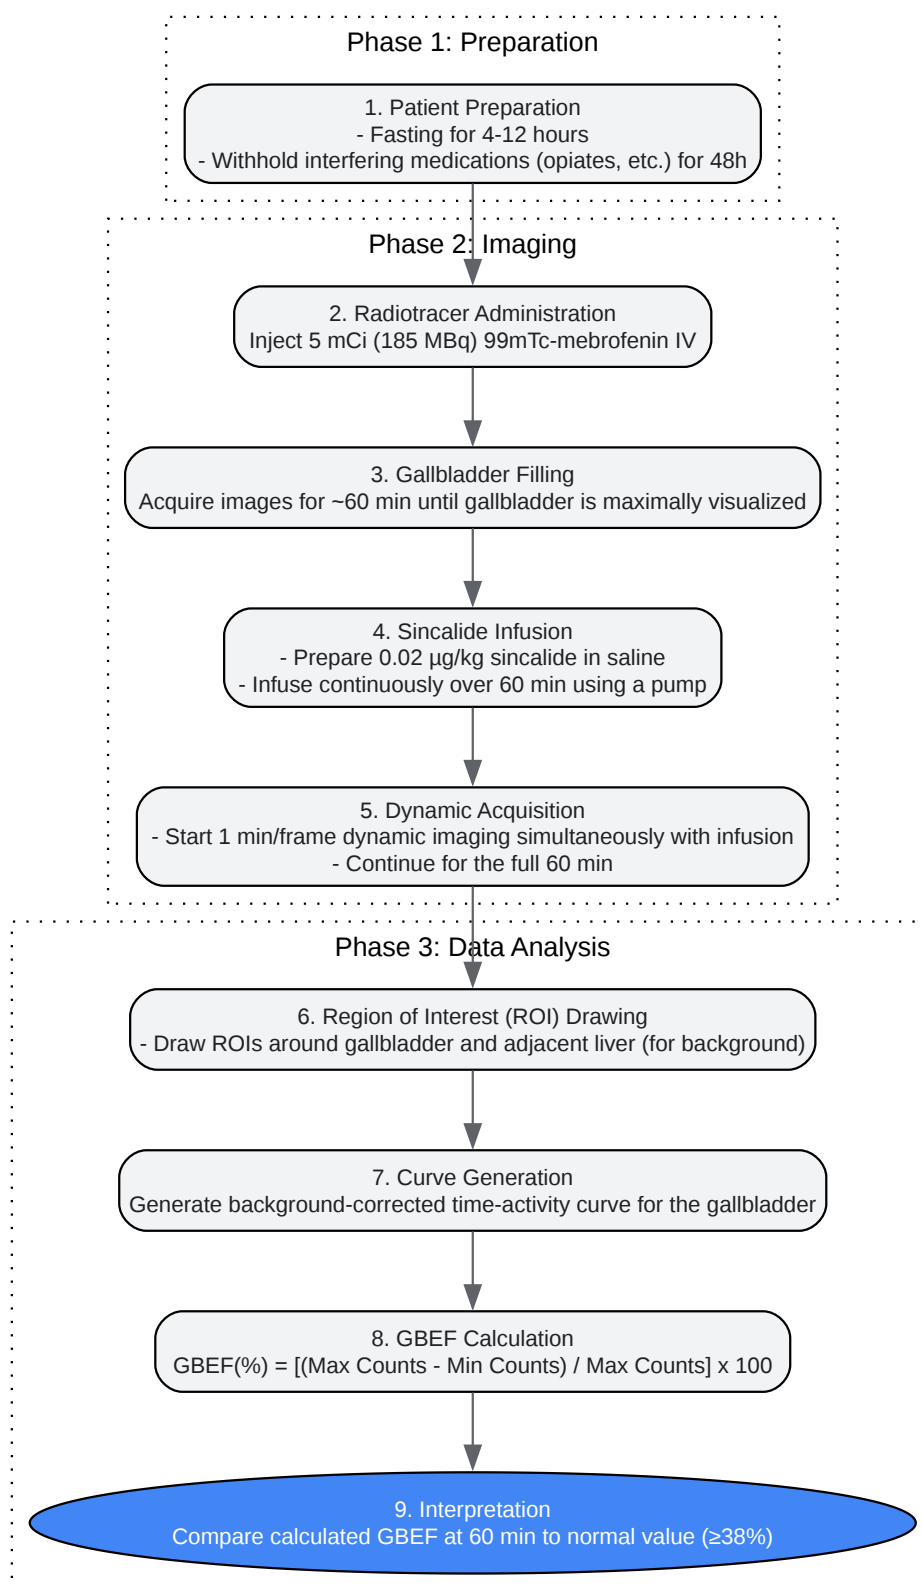 Phase 1: Preparation
1. Patient Preparation
- Fasting for 4-12 hours
- Withhold interfering medications (opiates, etc.) for 48h
Phase 2: Imaging
2. Radiotracer Administration
Inject 5 mCi (185 MBq) 99mTc-mebrofenin IV
3. Gallbladder Filling
Acquire images for ~60 min until gallbladder is maximally visualized
4. Sincalide Infusion
- Prepare 0.02 µg/kg sincalide in saline
- Infuse continuously over 60 min using a pump
5. Dynamic Acquisition
- Start 1 min/frame dynamic imaging simultaneously with infusion
- Continue for the full 60 min
Phase 3: Data Analysis
6. Region of Interest (ROI) Drawing
- Draw ROIs around gallbladder and adjacent liver (for background)
7. Curve Generation
Generate background-corrected time-activity curve for the gallbladder
8. GBEF Calculation
GBEF(%) = [(Max Counts - Min Counts) / Max Counts] x 100
9. Interpretation
Compare calculated GBEF at 60 min to normal value (≥38%)